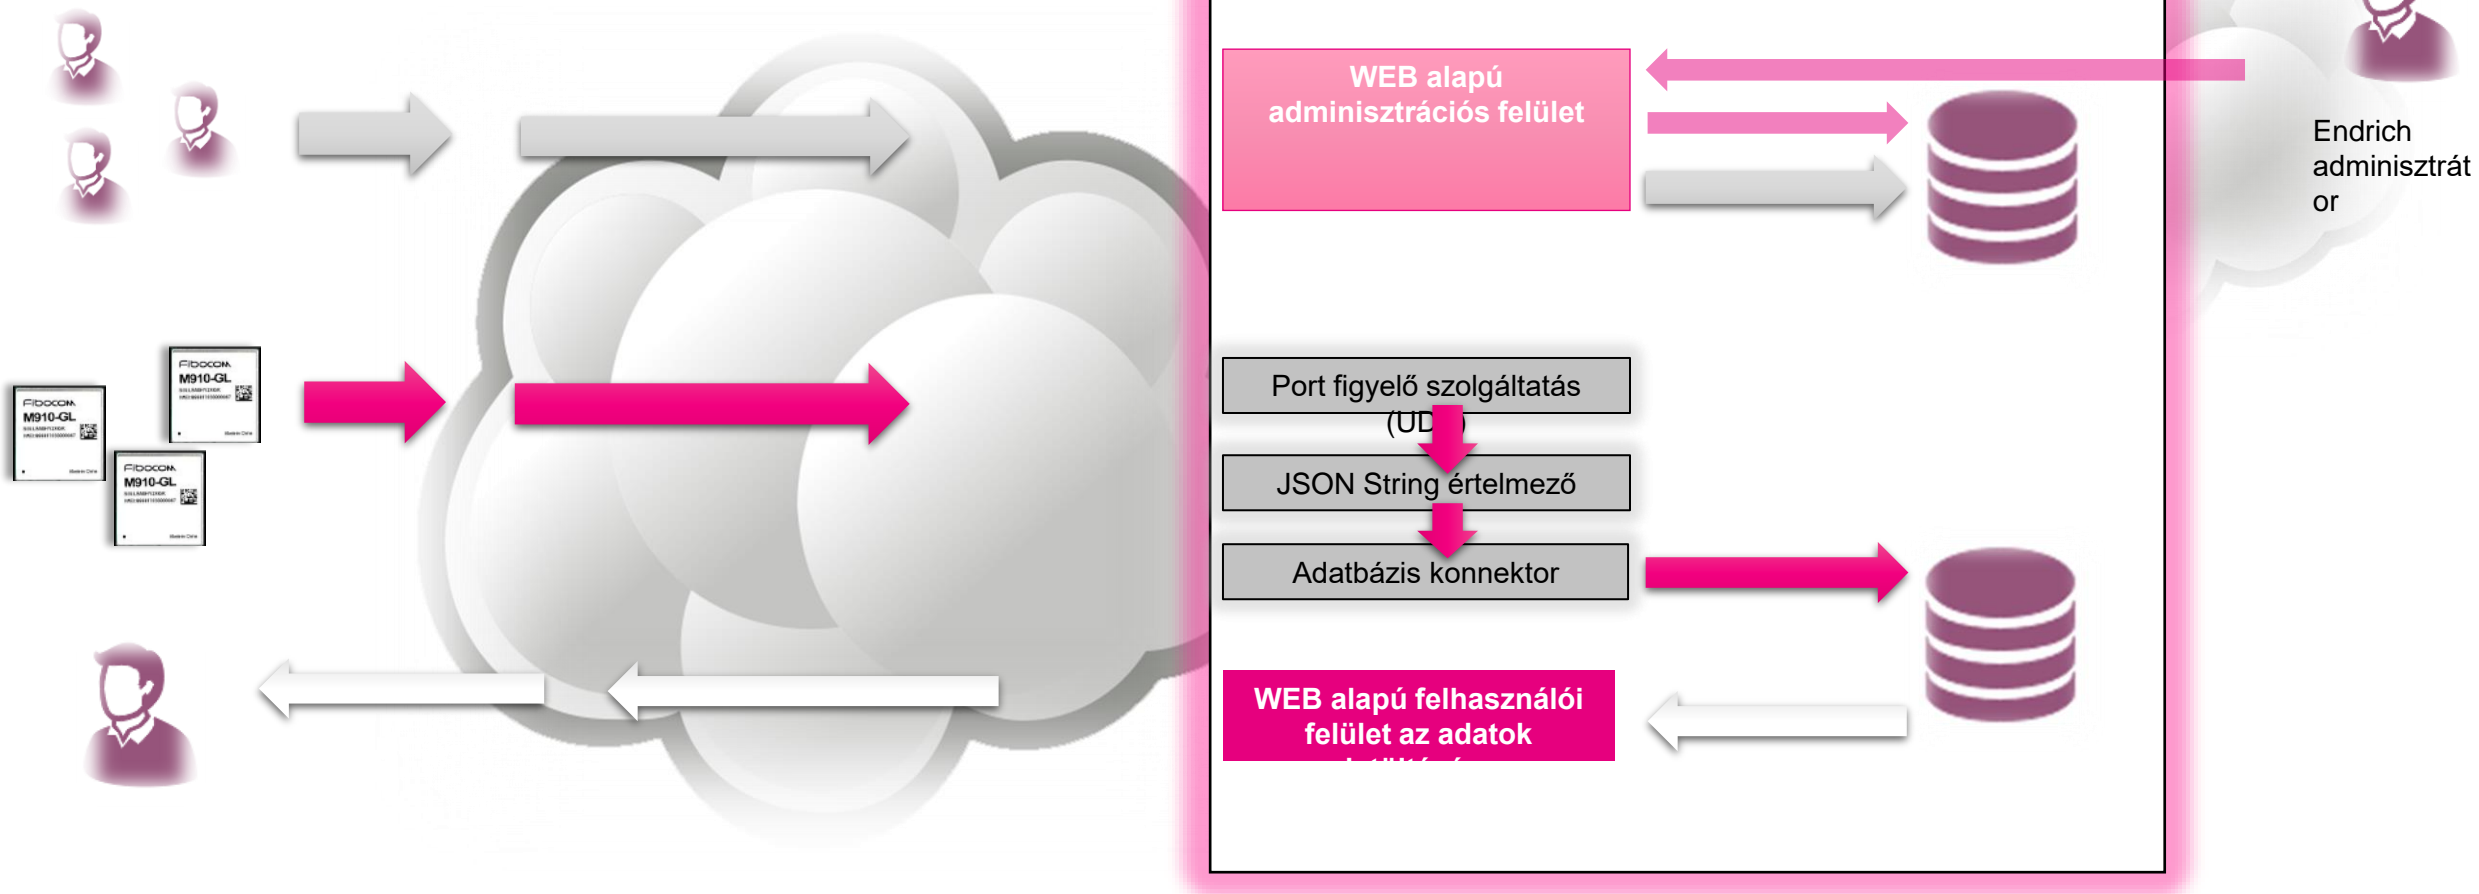 WEB alapú
adminisztrációs felület
Endrich
adminisztrát
or
Fibocom
M910-GL
Fibocom
M910-GL
Fibocom
M910-GL
Port figyelő szolgáltatás
(UD
JSON String értelmező
Adatbázis konnektor
WEB alapú felhasználói
felület az adatok